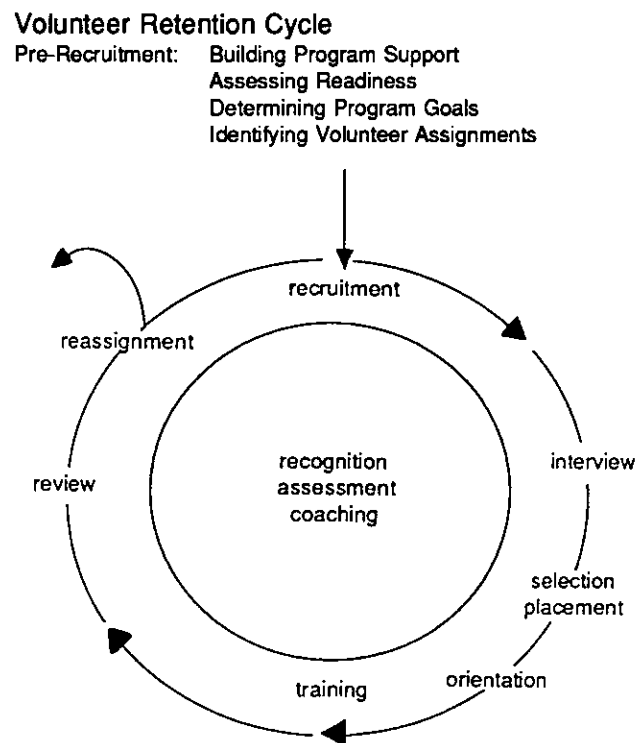 Volunteer Retention Cycle
Pre-Recruitment: Building Program Support
Assessing Readiness
Determining Program Goals
Identifying Volunteer Assignments
recruitment
reassignment
recognition
assessment
coaching
interview
review
selection
placement
orientation
training